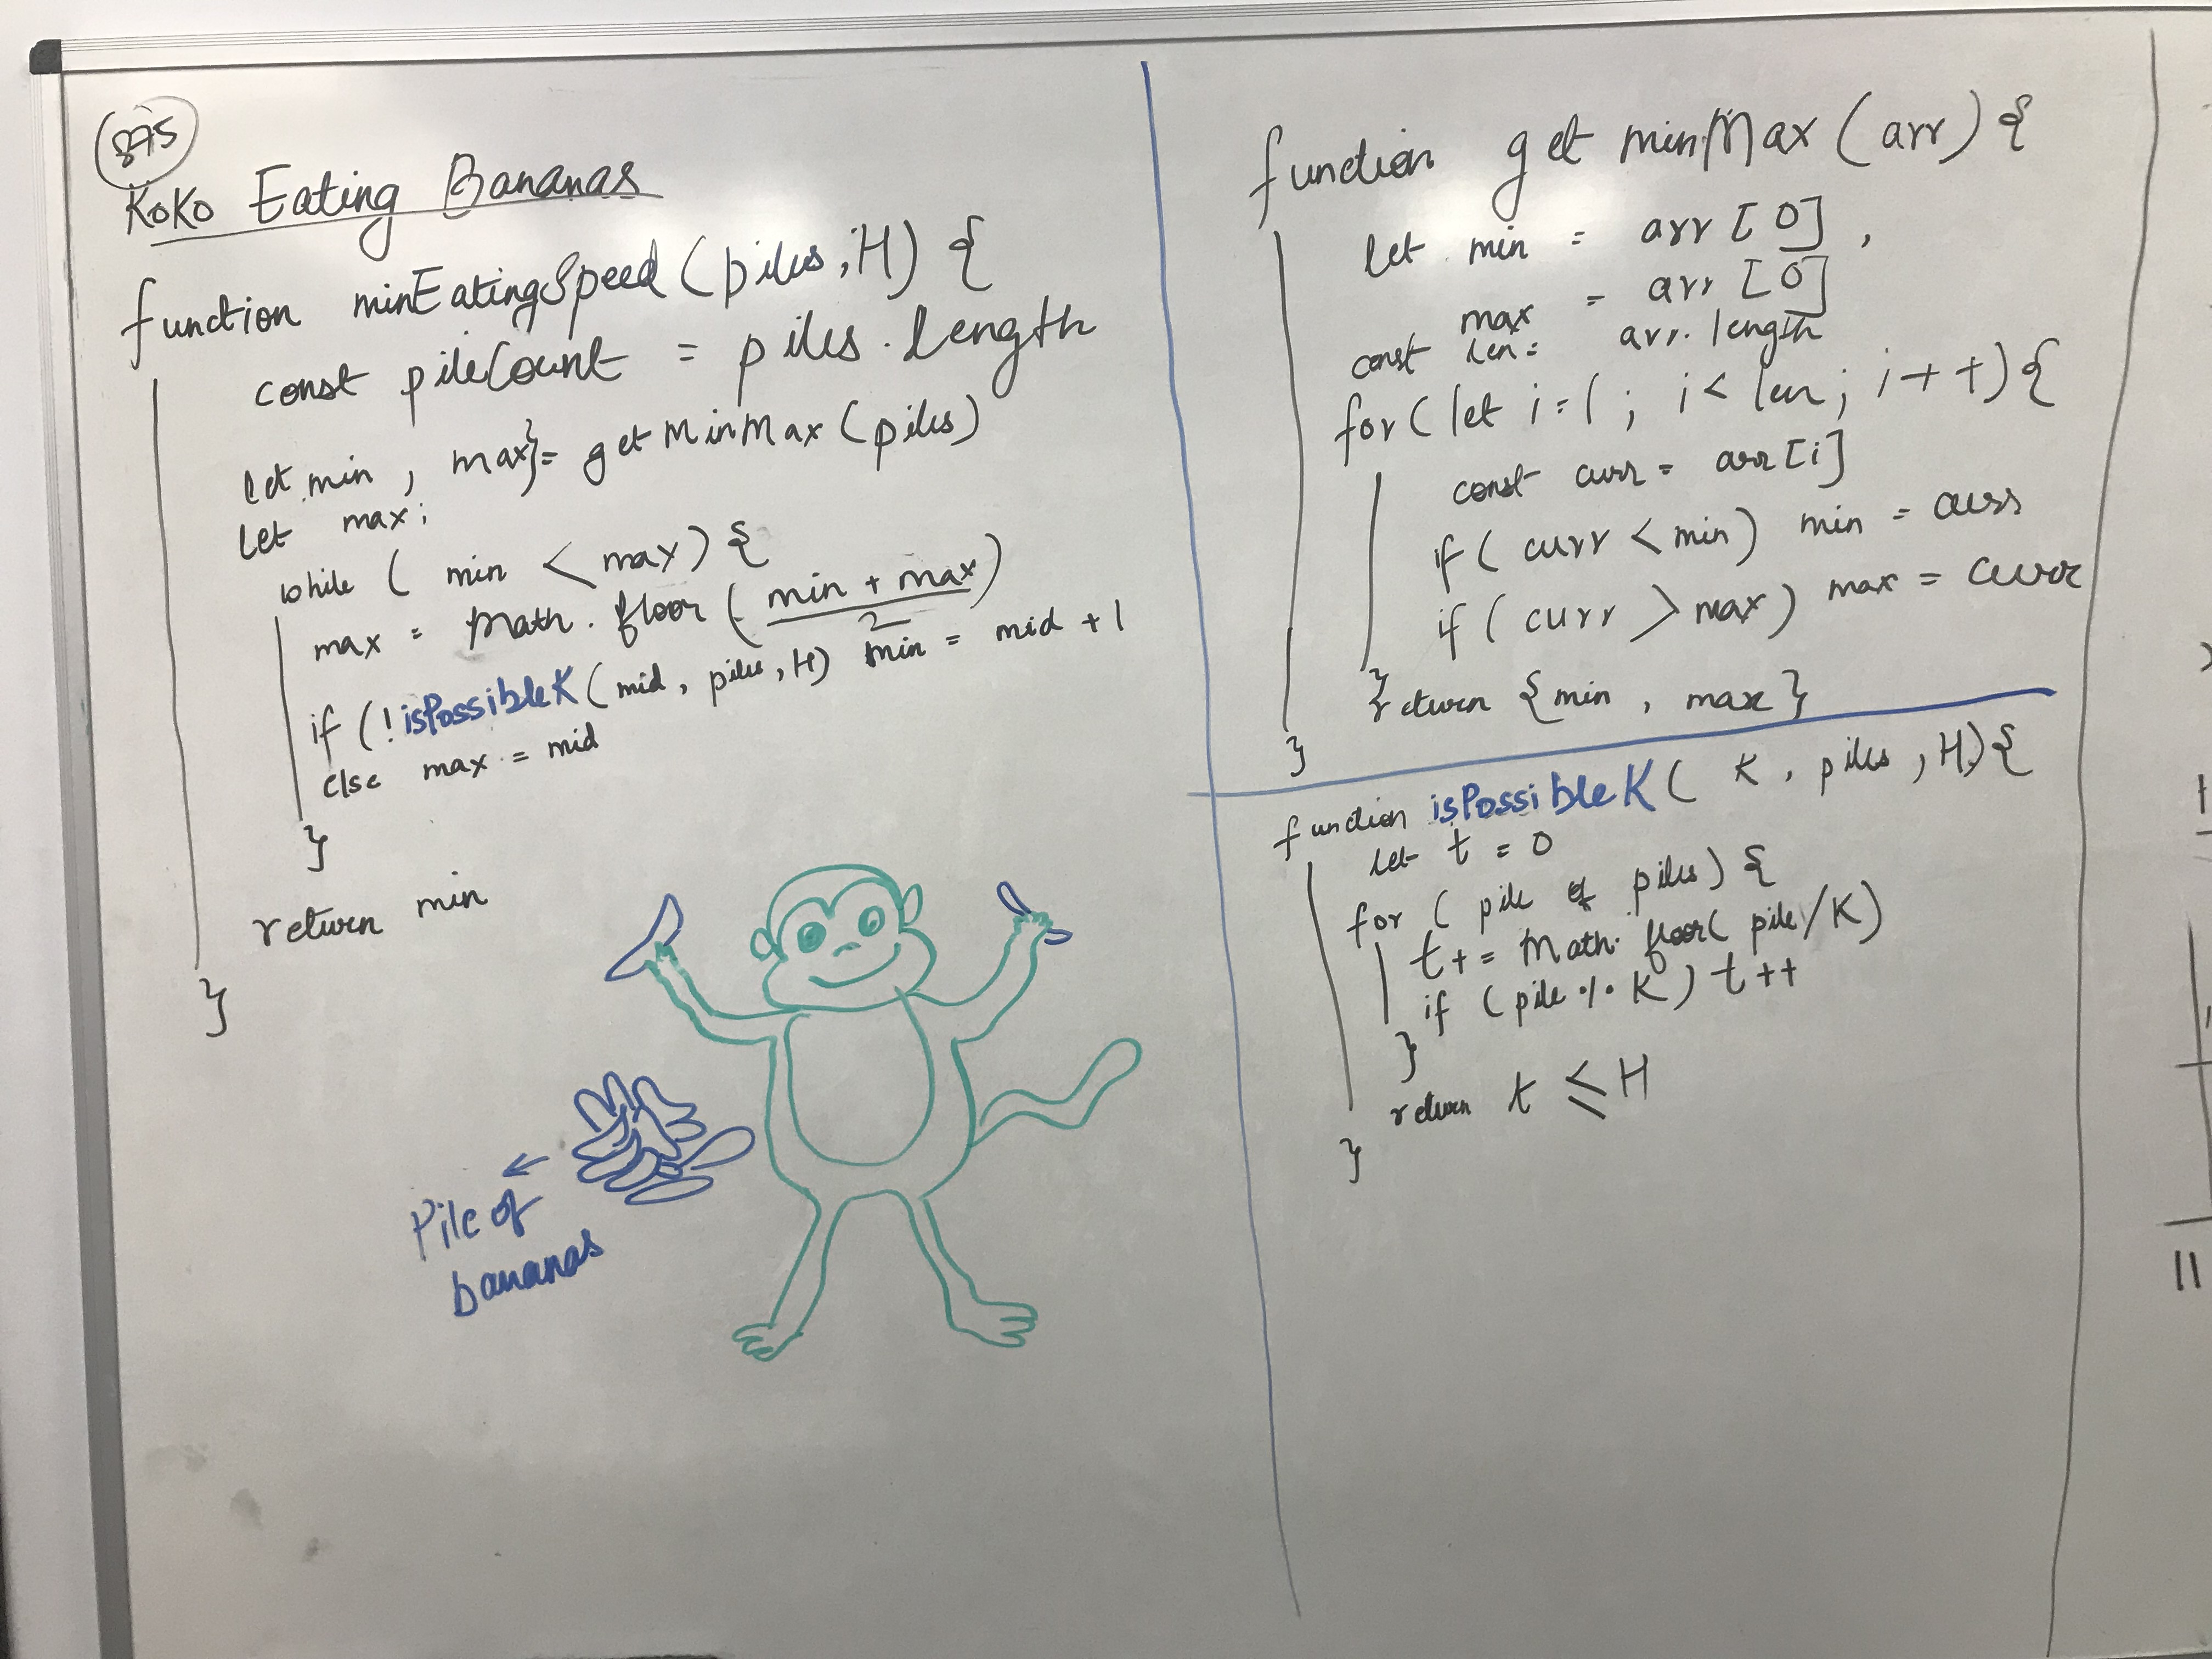 875
KoKo Eating Bananas
function minEatingSpeed (piles, H) {
const pileCount = piles.length
let min, max} = getMinMax (piles)
let max;
while ( min < max) {
max = Math.floor ( min + max )
2
if (!isPossibleK (mid, piles, H) min = mid + 1
else max = mid
}
return min
}
Pile of
bananas
function get minMax (arr) {
let min = arr [0],
max = arr [0]
const len = arr.length
for (let i=1; i < len; i++) {
const curr = arr[i]
if (curr < min) min = curr
if (curr > max) max = curr
}
return {min, max}
}
function isPossibleK ( K, piles, H) {
let t = 0
for ( pile of piles) {
t += Math.floor( pile/K)
if (pile % K) t++
}
return t ≤ H
}
11